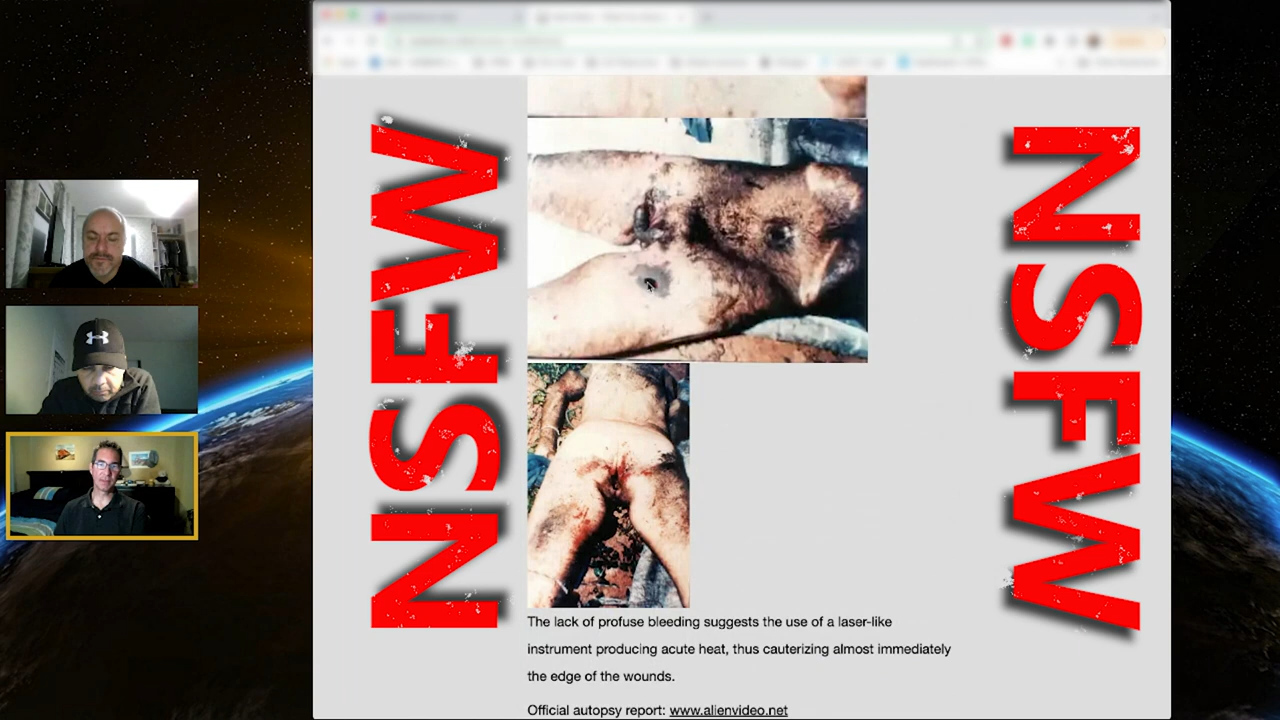 NSFW
NSFW
The lack of profuse bleeding suggests the use of a laser-like
instrument producing acute heat, thus cauterizing almost immediately
the edge of the wounds.
Official autopsy report: www.alienvideo.net